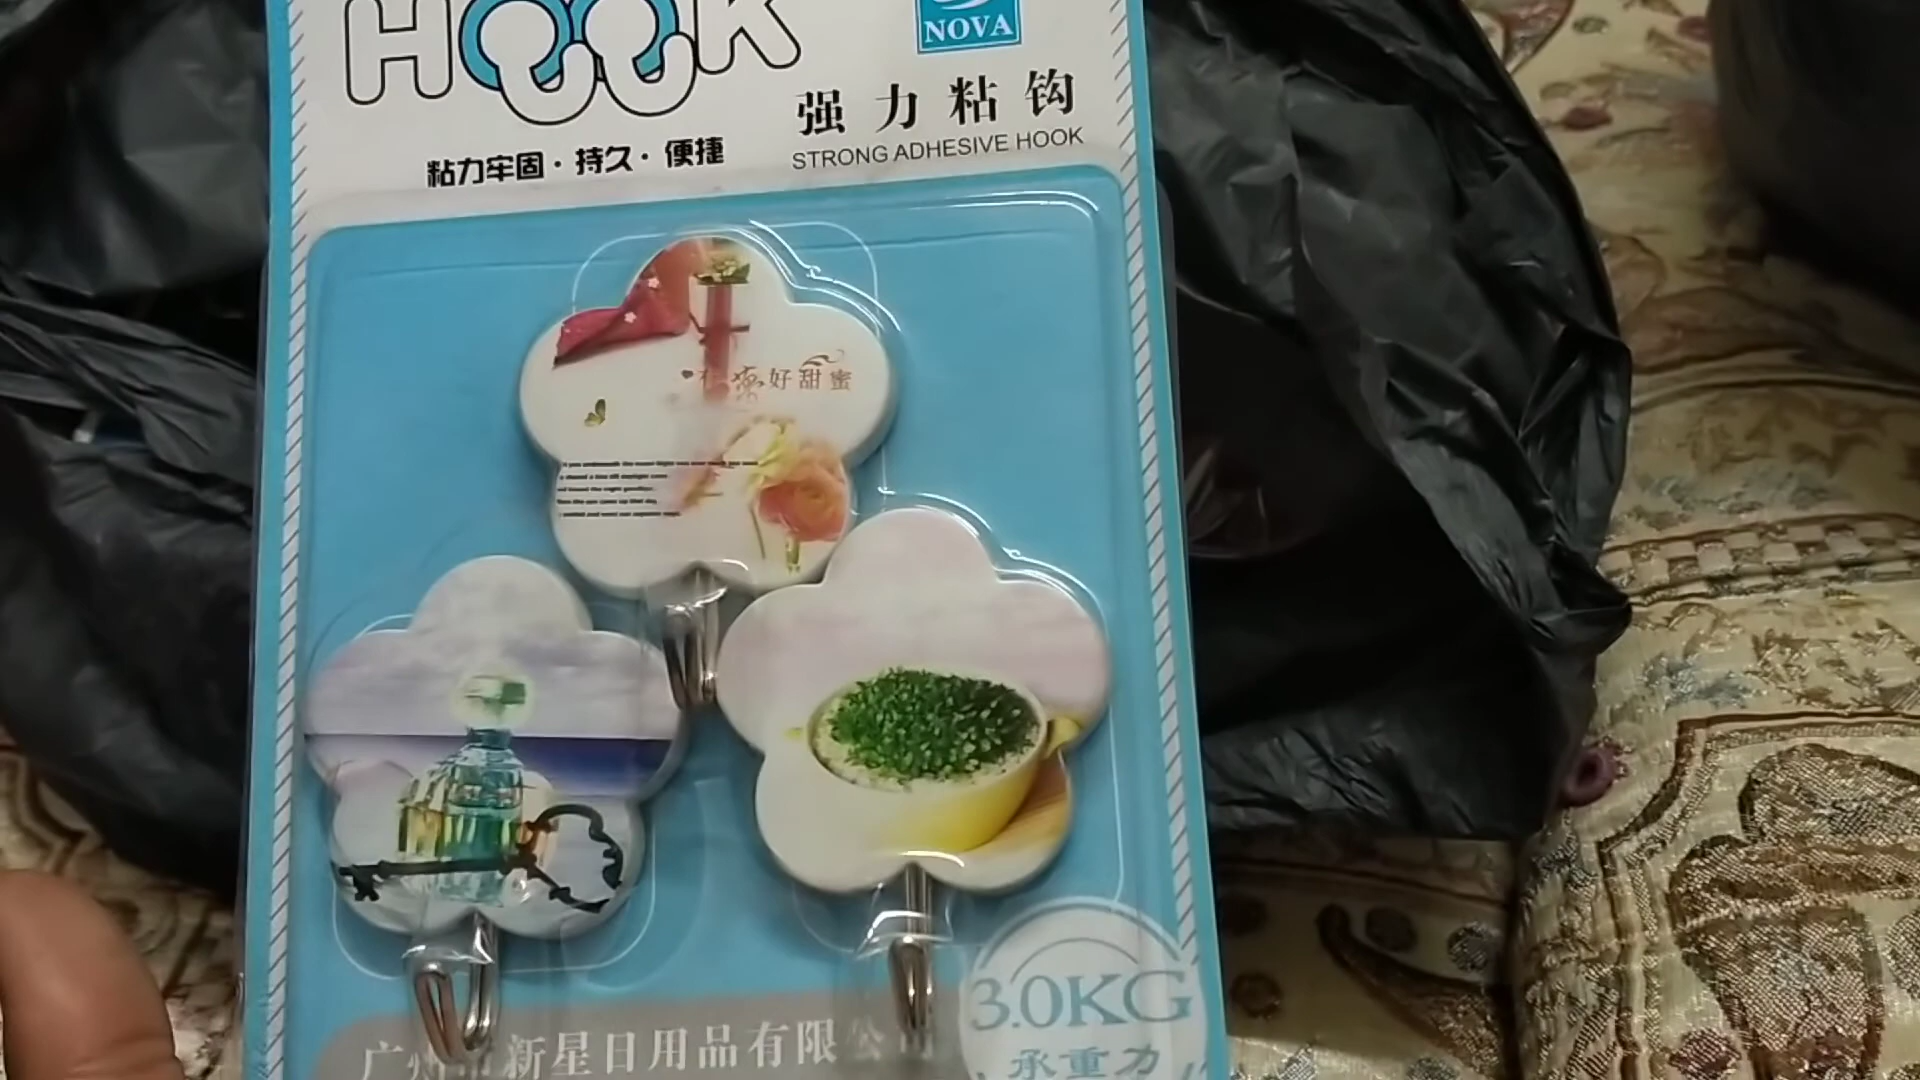 HOOK
NOVA
强力粘钩
STRONG ADHESIVE HOOK
粘力牢固·持久·便捷
好甜蜜
3.0KG
承重力
广州市新星日用品有限公司